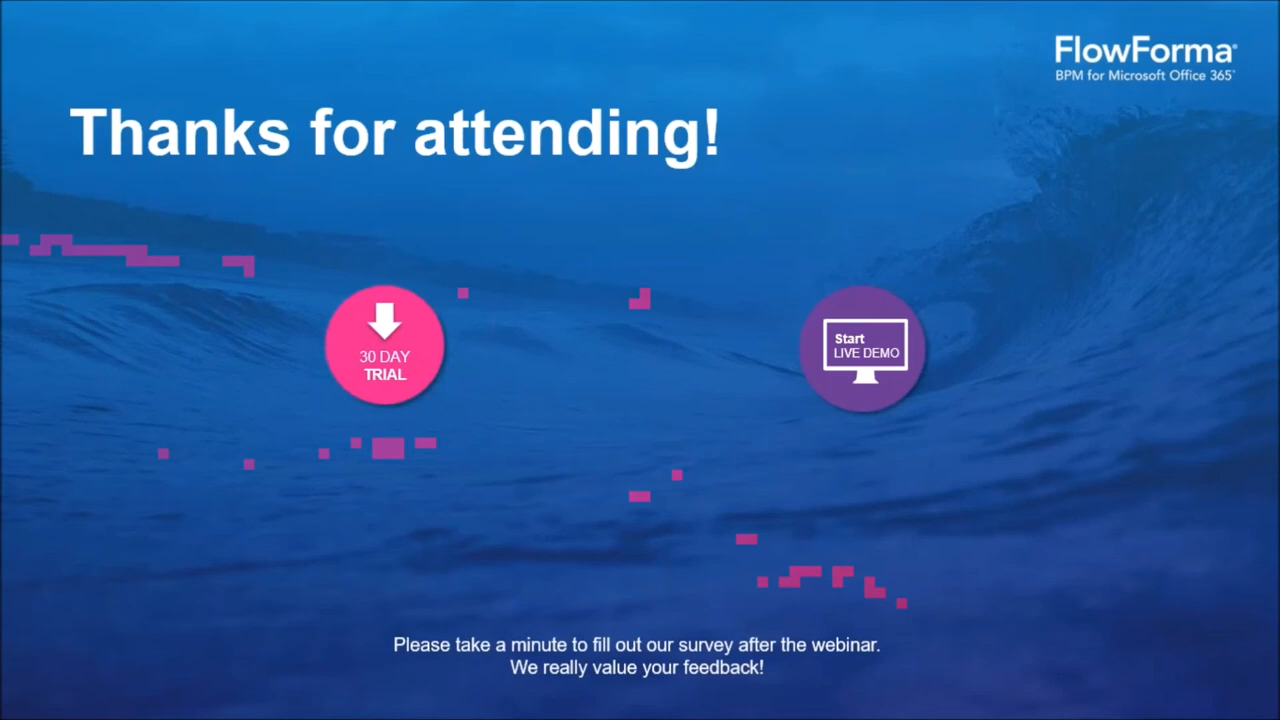 FlowForma®
BPM for Microsoft Office 365
Thanks for attending!
30 DAY
TRIAL
Start
LIVE DEMO
Please take a minute to fill out our survey after the webinar.
We really value your feedback!